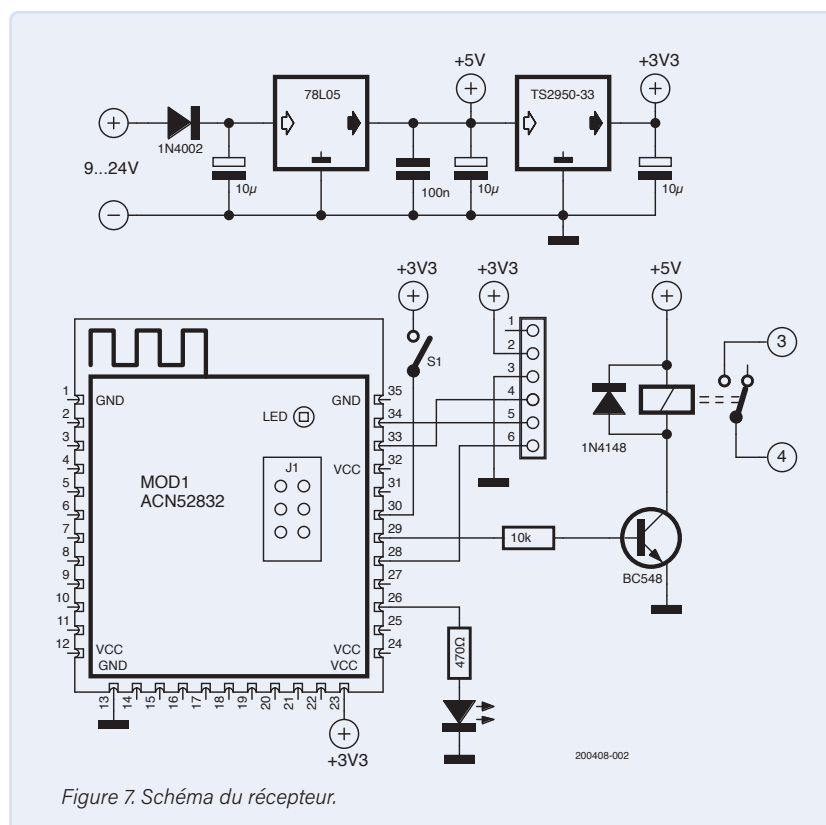 +5V
+3V3
78L05
TS2950-33
1N4002
9...24V
10µ
100n
10µ
10µ
+3V3
+3V3
+5V
S1
1
2
3
4
5
6
1N4148
3
4
1
2
3
4
5
6
7
8
9
10
11
12
GND
LED
J1
MOD1
ACN52832
GND
VCC
VCC
GND
VCC
VCC
35
34
33
32
31
30
29
28
27
26
25
24
13
14
15
16
17
18
19
20
21
22
23
10k
BC548
470Ω
+3V3
200408-002
Figure 7. Schéma du récepteur.